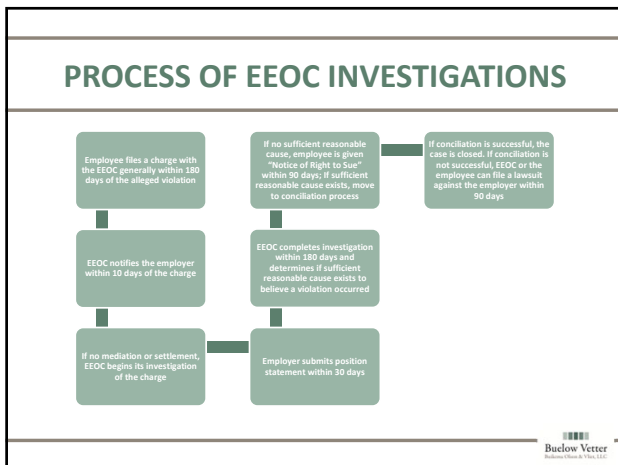 PROCESS OF EEOC INVESTIGATIONS
Employee files a charge with
the EEOC generally within 180
days of the alleged violation
EEOC notifies the employer
within 10 days of the charge
If no mediation or settlement,
EEOC begins its investigation
of the charge
Employer submits position
statement within 30 days
EEOC completes investigation
within 180 days and
determines if sufficient
reasonable cause exists to
believe a violation occurred
If no sufficient reasonable
cause, employee is given
“Notice of Right to Sue”
within 90 days; If sufficient
reasonable cause exists, move
to conciliation process
If conciliation is successful, the
case is closed. If conciliation is
not successful, EEOC or the
employee can file a lawsuit
against the employer within
90 days
Buelow Vetter
Buikema Olson & Vliet, LLC